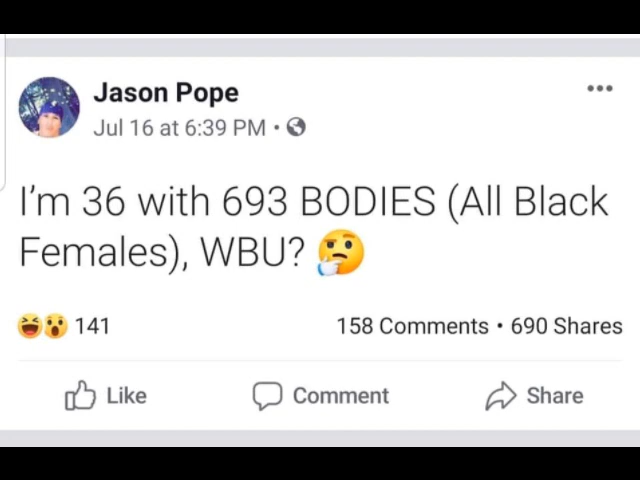 Jason Pope
Jul 16 at 6:39 PM •
I'm 36 with 693 BODIES (All Black
Females), WBU? 🤔
141 158 Comments • 690 Shares
Like Comment Share